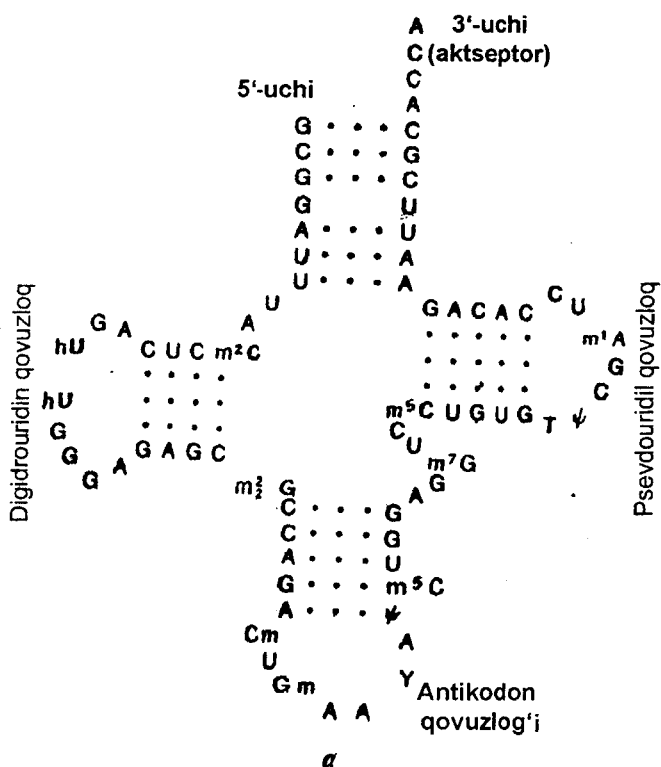 A 3‘-uchi
C (aktseptor)
C
5‘-uchi
A
G C
C G
G C
G U
A U
U A
U A
U A
G A C U C m²C
hU
hU
G
G
G A G A G C
G A C A C C U
m¹A
G
C
m⁵C U G U G T ψ
C U m⁷G
G
A
m²₂ G
C G
C G
A U
G m⁵C
A ψ
Cm A
U Y
Gm
A A
Antikodon
qovuzlog‘i
a
Digidrouridin qovuzloq
Psevdouridil qovuzloq